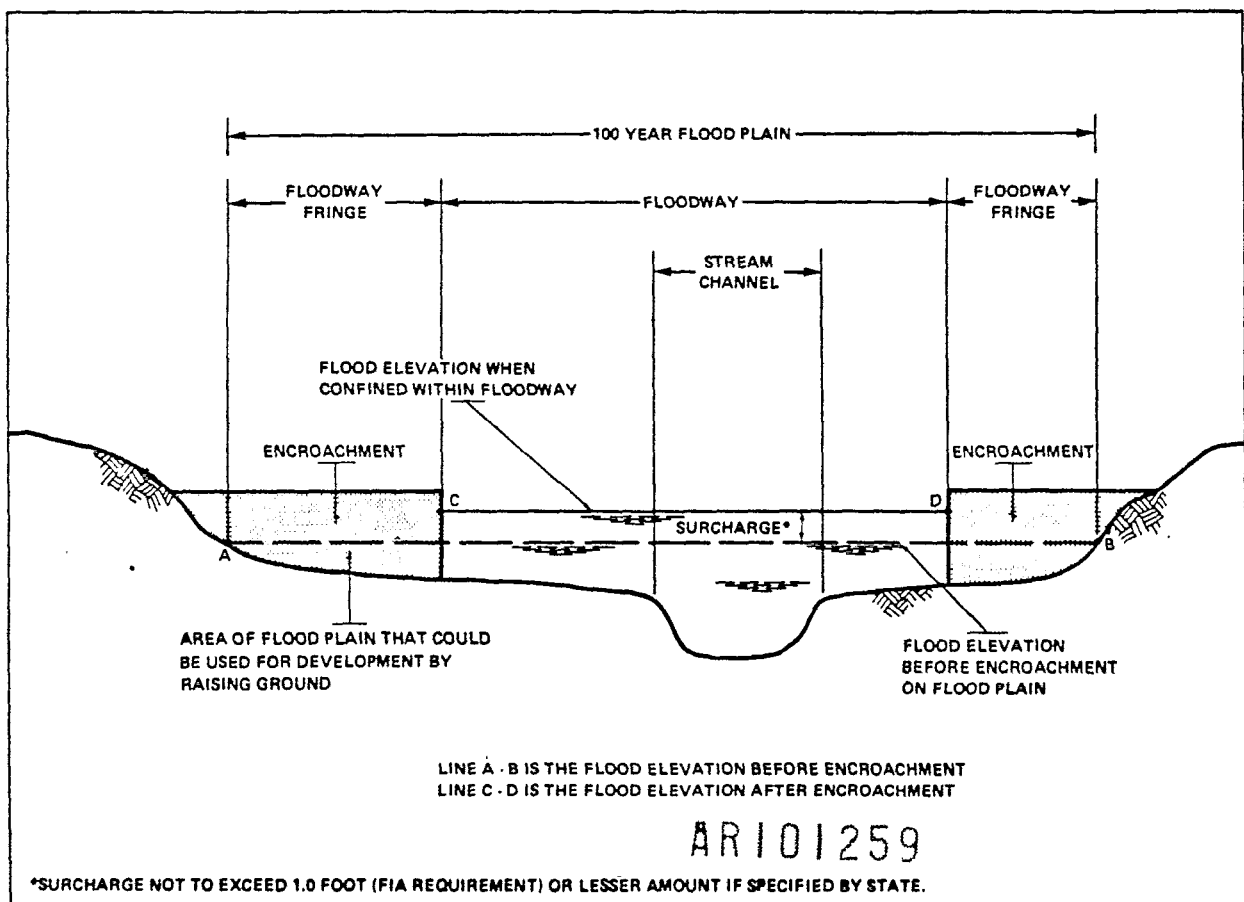 100 YEAR FLOOD PLAIN
FLOODWAY
FRINGE
FLOODWAY
FLOODWAY
FRINGE
STREAM
CHANNEL
FLOOD ELEVATION WHEN
CONFINED WITHIN FLOODWAY
ENCROACHMENT
ENCROACHMENT
C
D
SURCHARGE*
A
B
AREA OF FLOOD PLAIN THAT COULD
BE USED FOR DEVELOPMENT BY
RAISING GROUND
FLOOD ELEVATION
BEFORE ENCROACHMENT
ON FLOOD PLAIN
LINE A - B IS THE FLOOD ELEVATION BEFORE ENCROACHMENT
LINE C - D IS THE FLOOD ELEVATION AFTER ENCROACHMENT
AR101259
*SURCHARGE NOT TO EXCEED 1.0 FOOT (FIA REQUIREMENT) OR LESSER AMOUNT IF SPECIFIED BY STATE.